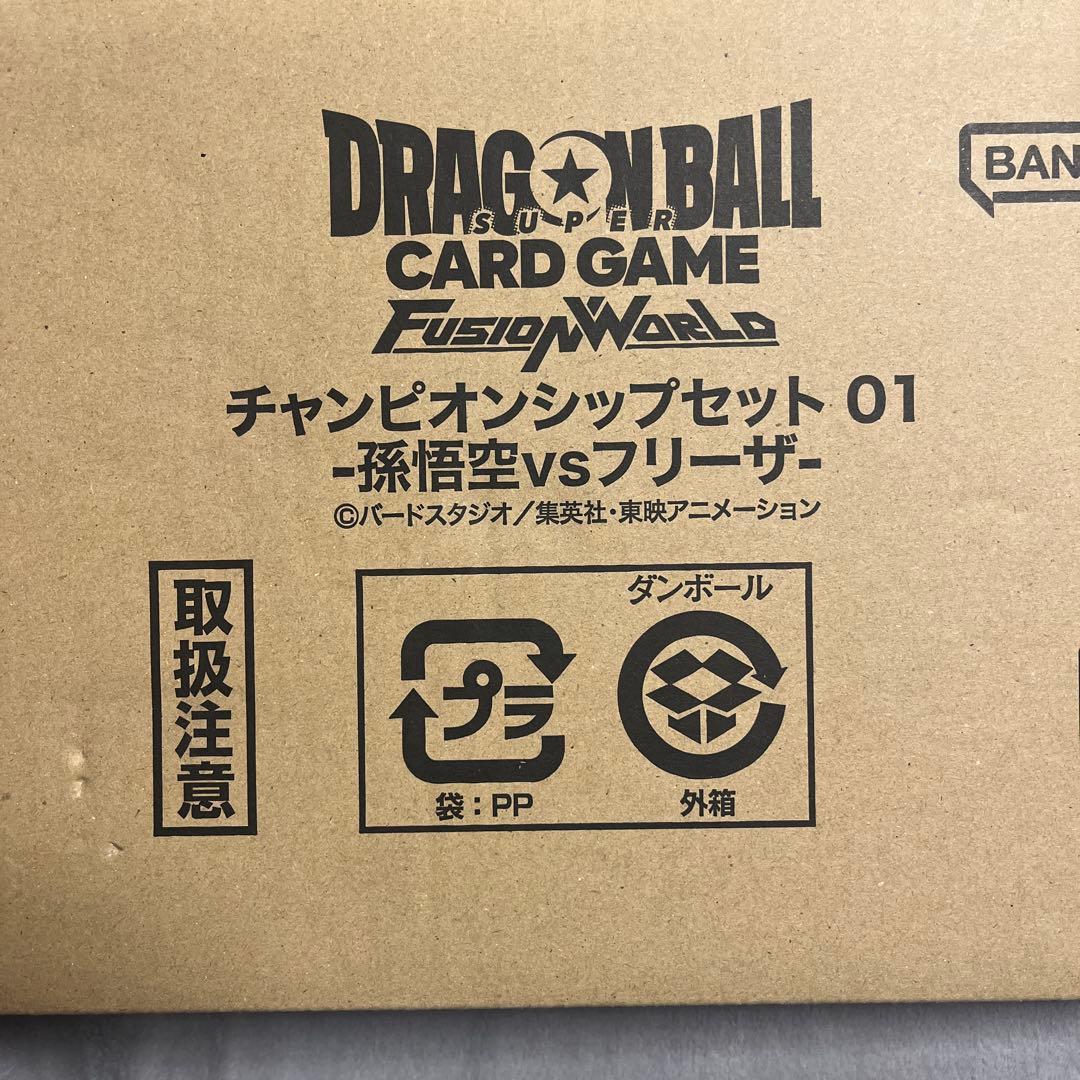 DRAGON BALL
SUPER
CARD GAME
FUSION WORLD
BAN
チャンピオンシップセット 01
-孫悟空vsフリーザ-
©バードスタジオ／集英社・東映アニメーション
取扱注意
ダンボール
プラ
袋：PP
外箱